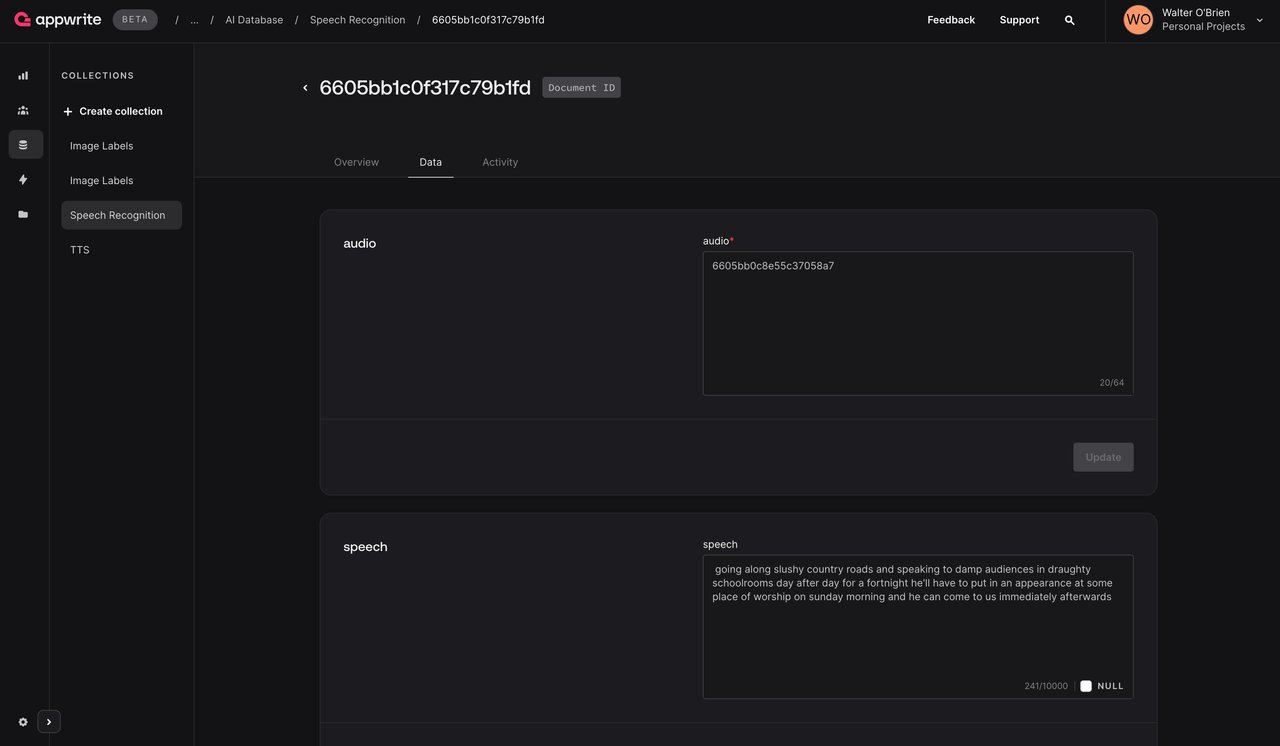 appwrite BETA / ... / AI Database / Speech Recognition / 6605bb1c0f317c79b1fd Feedback Support WO Walter O'Brien
Personal Projects
COLLECTIONS
+ Create collection
Image Labels
Image Labels
Speech Recognition
TTS
6605bb1c0f317c79b1fd Document ID
Overview Data Activity
audio
audio*
6605bb0c8e55c37058a7
20/64
Update
speech
speech
going along slushy country roads and speaking to damp audiences in draughty
schoolrooms day after day for a fortnight he'll have to put in an appearance at some
place of worship on sunday morning and he can come to us immediately afterwards
241/10000 NULL